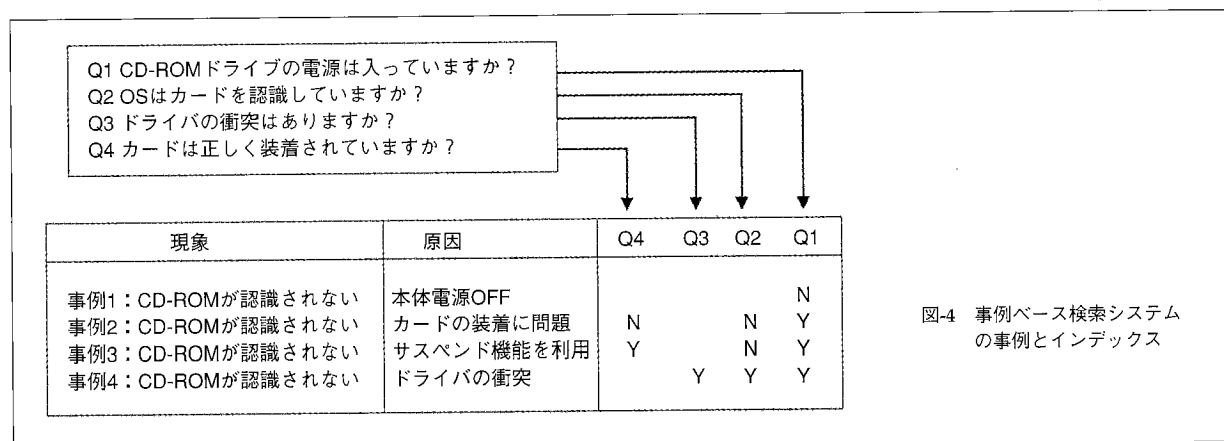 Q1 CD-ROMドライブの電源は入っていますか？
Q2 OSはカードを認識していますか？
Q3 ドライバの衝突はありますか？
Q4 カードは正しく装着されていますか？
現象 原因 Q4 Q3 Q2 Q1
事例1：CD-ROMが認識されない 本体電源OFF N
事例2：CD-ROMが認識されない カードの装着に問題 N N Y
事例3：CD-ROMが認識されない サスペンド機能を利用 Y N Y
事例4：CD-ROMが認識されない ドライバの衝突 Y Y Y
図-4 事例ベース検索システム
の事例とインデックス